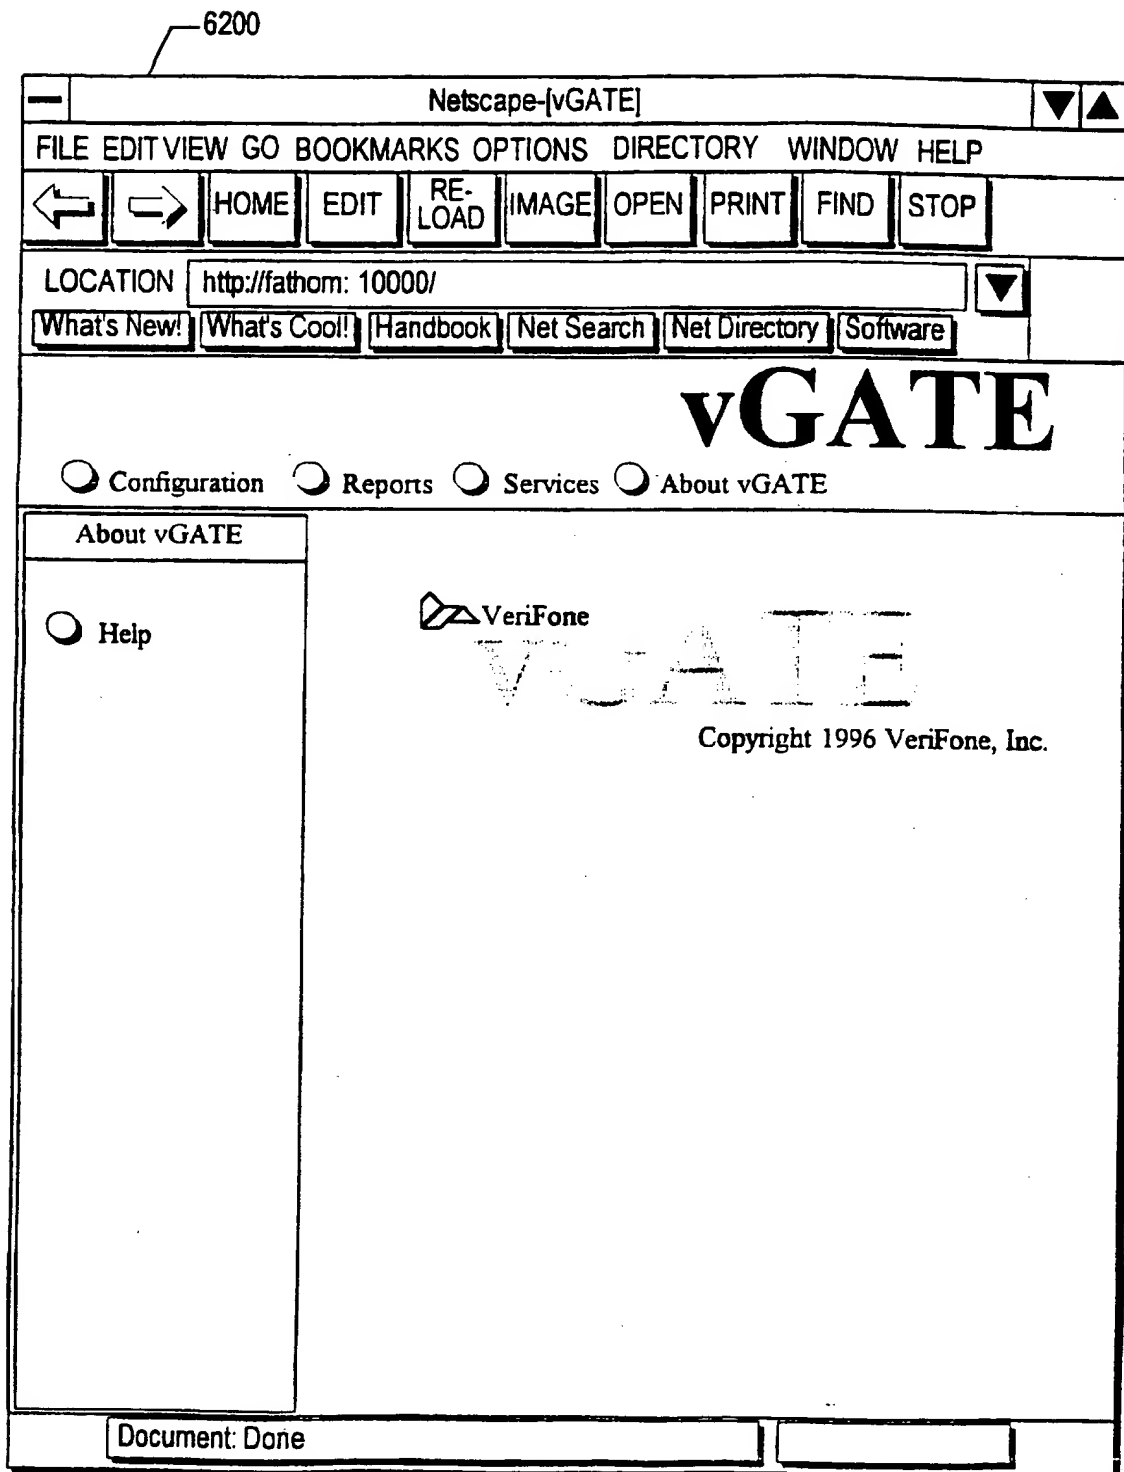 6200
Netscape-[vGATE]
FILE EDIT VIEW GO BOOKMARKS OPTIONS DIRECTORY WINDOW HELP
HOME EDIT RE-LOAD IMAGE OPEN PRINT FIND STOP
LOCATION http://fathom: 10000/
What's New! What's Cool! Handbook Net Search Net Directory Software
vGATE
Configuration Reports Services About vGATE
About vGATE
Help
VeriFone
VGATE
Copyright 1996 VeriFone, Inc.
Document: Done